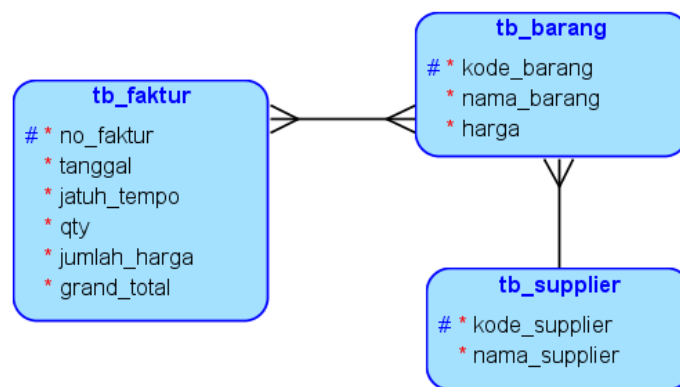 tb_barang
# * kode_barang
* nama_barang
* harga
tb_faktur
# * no_faktur
* tanggal
* jatuh_tempo
* qty
* jumlah_harga
* grand_total
tb_supplier
# * kode_supplier
* nama_supplier